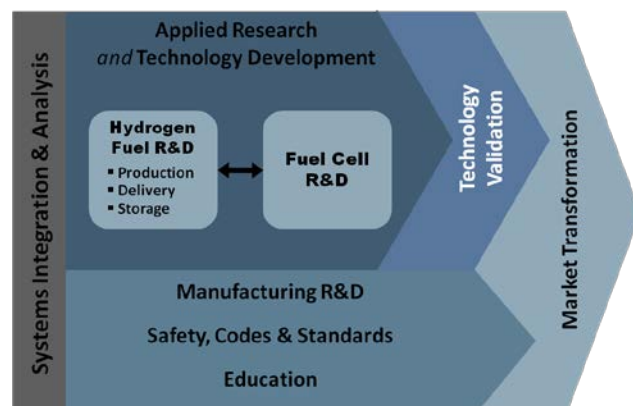 Systems Integration & Analysis
Applied Research
and Technology Development
Hydrogen
Fuel R&D
▪ Production
▪ Delivery
▪ Storage
Fuel Cell
R&D
Technology
Validation
Market Transformation
Manufacturing R&D
Safety, Codes & Standards
Education